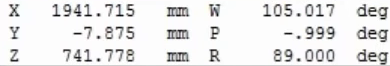 X 1941.715 mm W 105.017 deg
Y -7.875 mm P -.999 deg
Z 741.778 mm R 89.000 deg